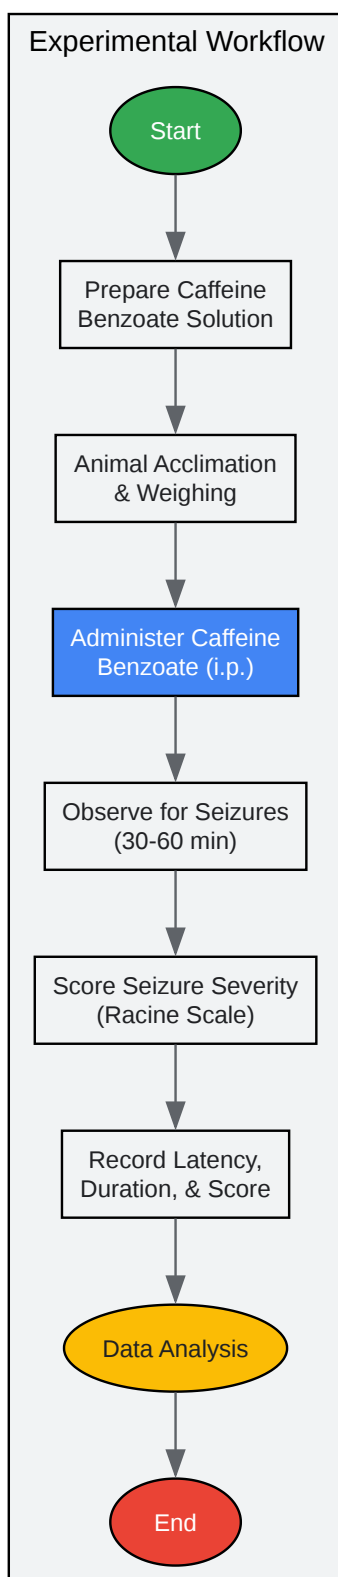 Experimental Workflow
Start
Prepare Caffeine
Benzoate Solution
Animal Acclimation
& Weighing
Administer Caffeine
Benzoate (i.p.)
Observe for Seizures
(30-60 min)
Score Seizure Severity
(Racine Scale)
Record Latency,
Duration, & Score
Data Analysis
End